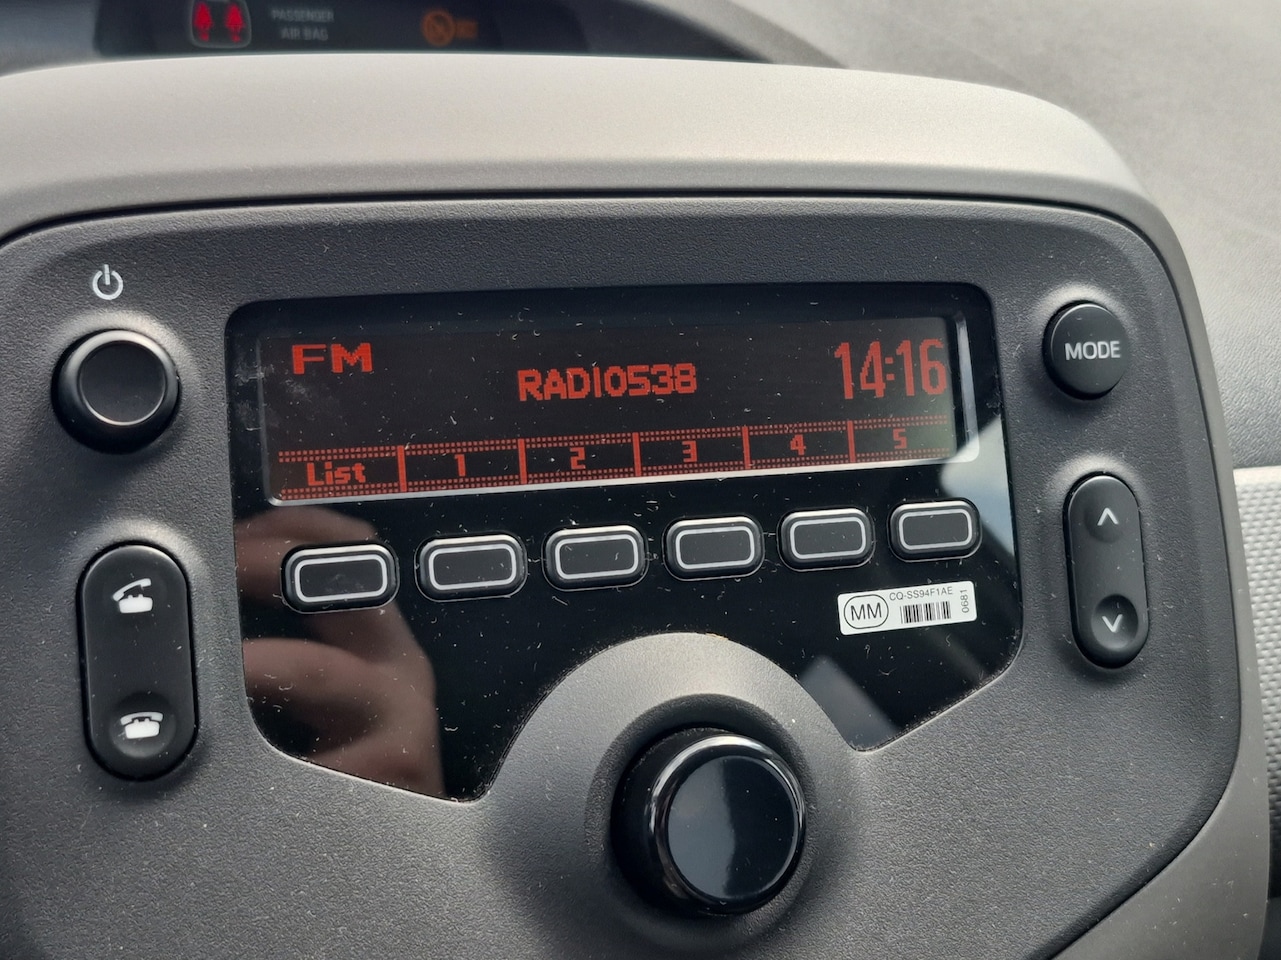 PASSENGER
AIR BAG
FM
RADIO538
14:16
List 1 2 3 4 5
MODE
MM
CQ-SS94F1AE
0681